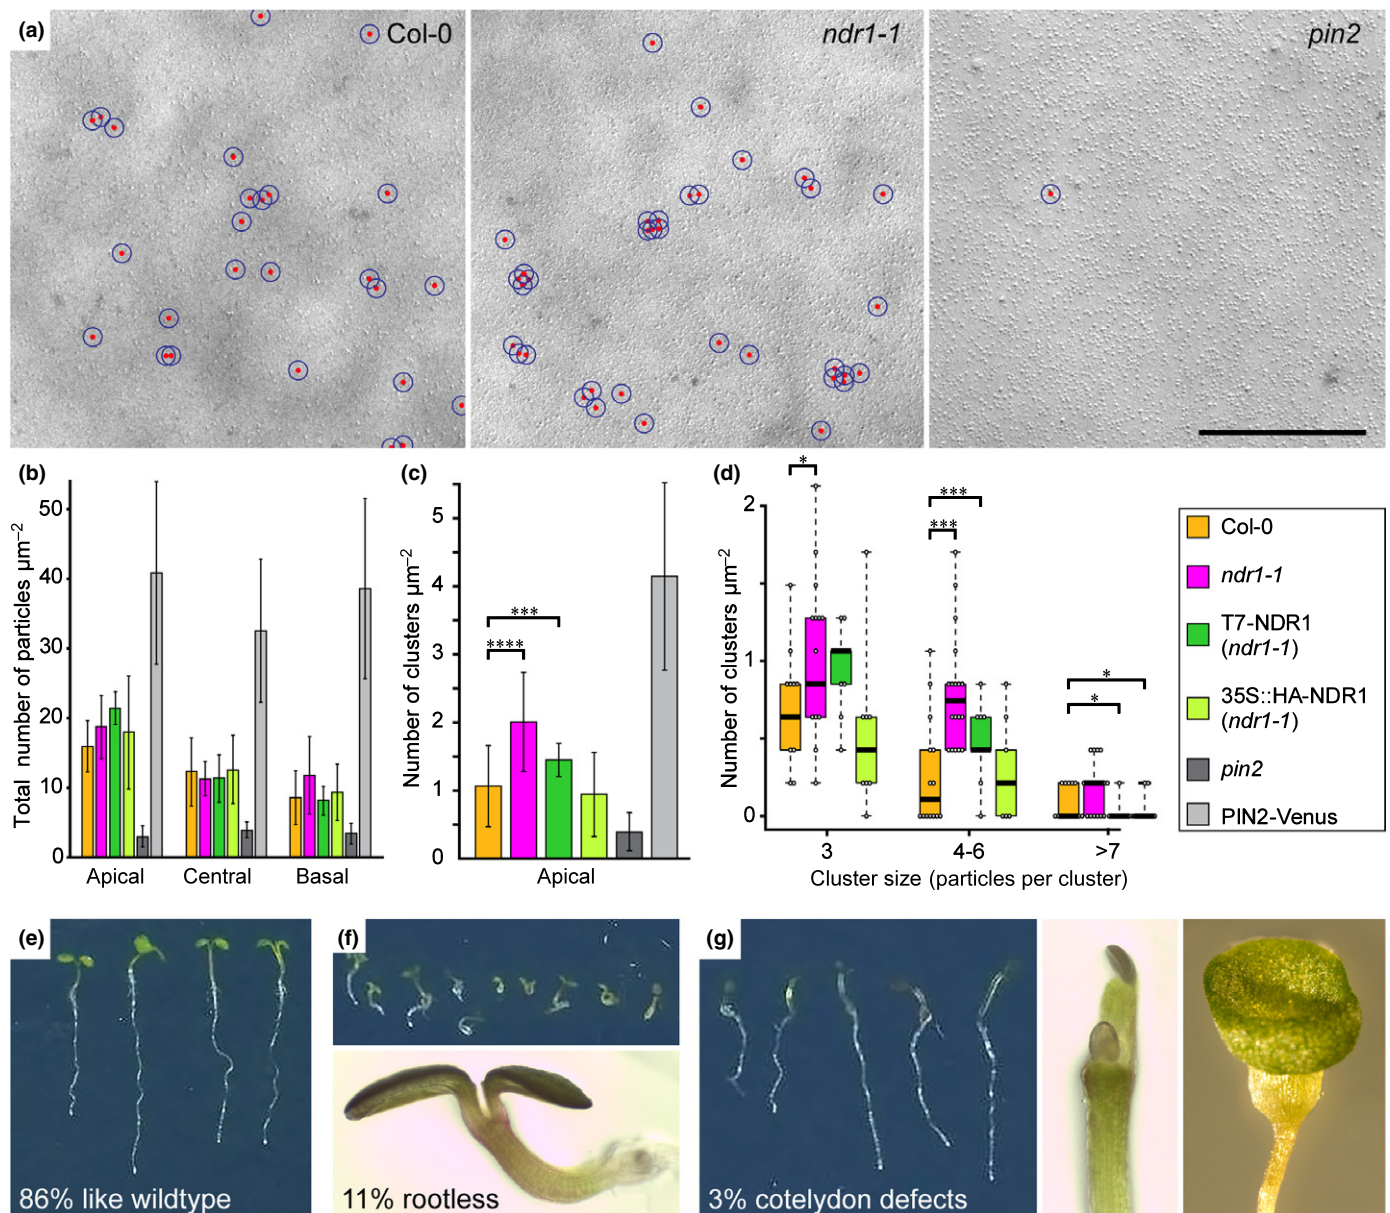 (a)
Col-0
ndr1-1
pin2
(b)
Total number of particles µm−2
50
40
30
20
10
0
Apical
Central
Basal
(c)
Number of clusters µm−2
5
4
3
2
1
0
***
****
Apical
(d)
Number of clusters µm−2
2
1
0
*
***
***
*
*
3
4-6
>7
Cluster size (particles per cluster)
Col-0
ndr1-1
T7-NDR1
(ndr1-1)
35S::HA-NDR1
(ndr1-1)
pin2
PIN2-Venus
(e)
86% like wildtype
(f)
11% rootless
(g)
3% cotelydon defects